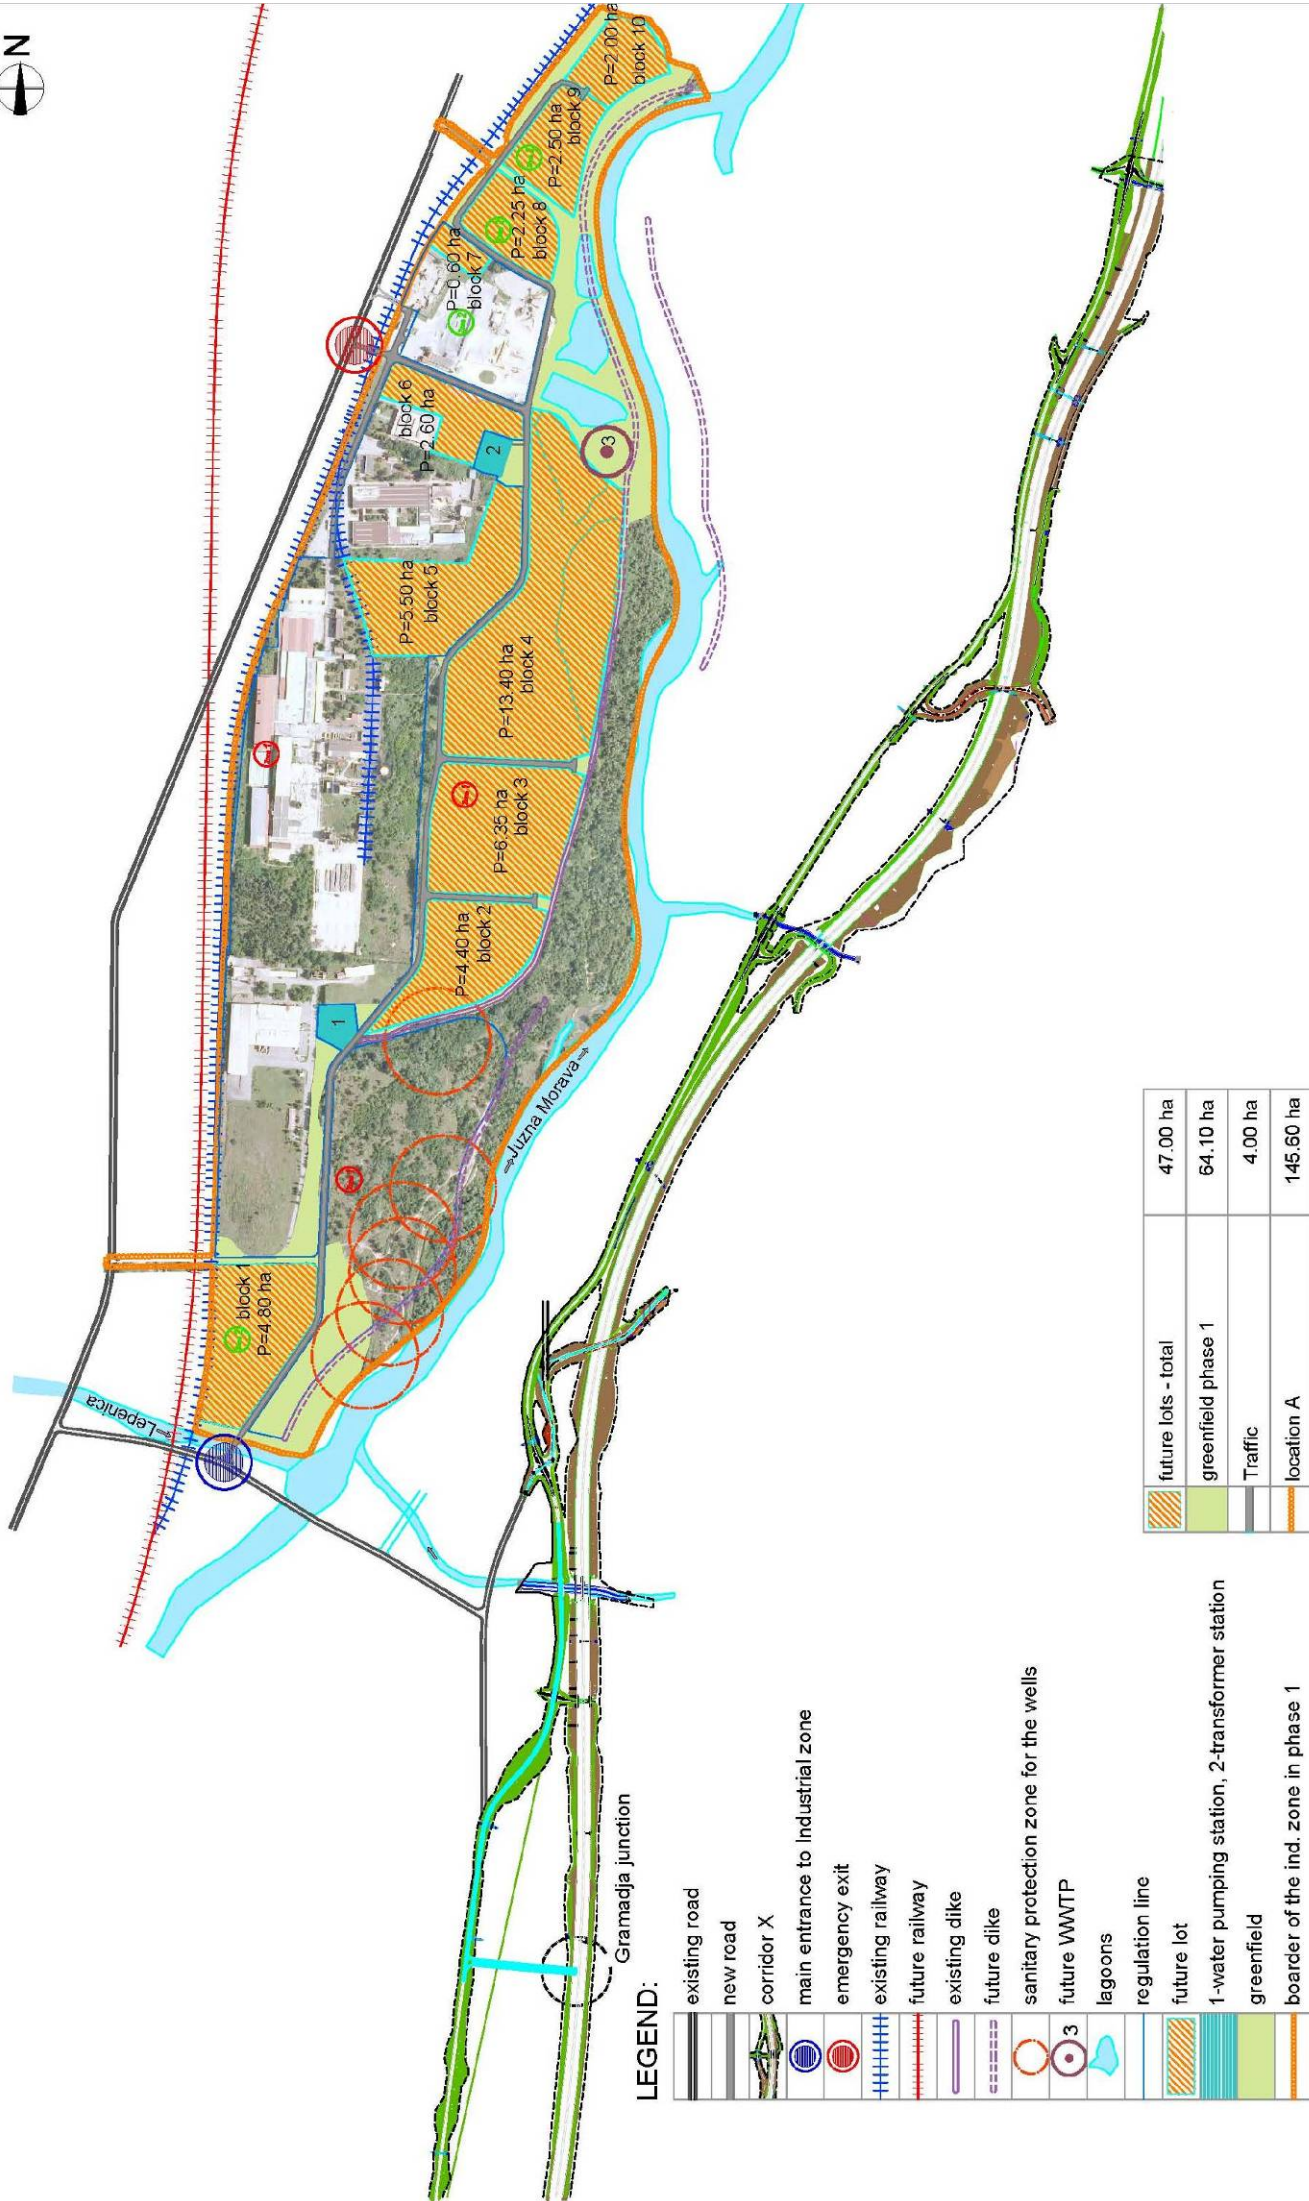 N
Lepenica
block 1
P=4.80 ha
1
P=4.40 ha
block 2
P=6.35 ha
block 3
P=13.40 ha
block 4
P=5.50 ha
block 5
block 6
P=2.60 ha
2
P=0.60 ha
block 7
P=2.25 ha
block 8
P=2.50 ha
block 9
P=2.00 ha
block 10
3
Juzna Morava
Gramadja junction
LEGEND:
existing road
new road
corridor X
main entrance to Industrial zone
emergency exit
existing railway
future railway
existing dike
future dike
sanitary protection zone for the wells
3 future WWTP
lagoons
regulation line
future lot
1-water pumping station, 2-transformer station
greenfield
boarder of the ind. zone in phase 1
future lots - total 47.00 ha
greenfield phase 1 64.10 ha
Traffic 4.00 ha
location A 145.60 ha